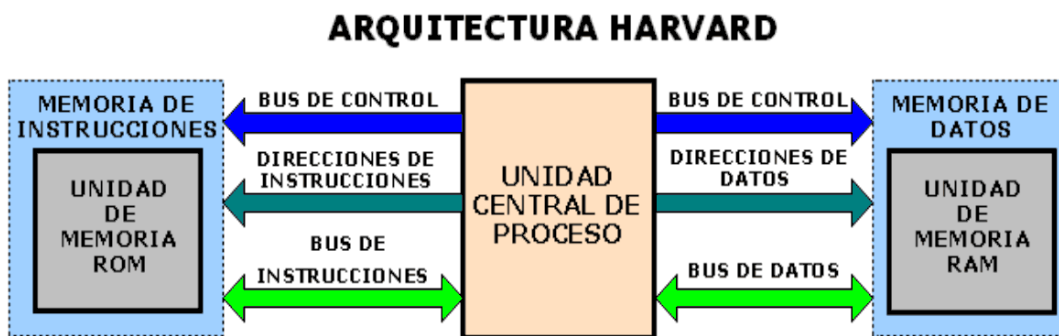 ARQUITECTURA HARVARD
MEMORIA DE
INSTRUCCIONES
UNIDAD
DE
MEMORIA
ROM
BUS DE CONTROL
DIRECCIONES DE
INSTRUCCIONES
BUS DE
INSTRUCCIONES
UNIDAD
CENTRAL DE
PROCESO
BUS DE CONTROL
DIRECCIONES DE
DATOS
BUS DE DATOS
MEMORIA DE
DATOS
UNIDAD
DE
MEMORIA
RAM